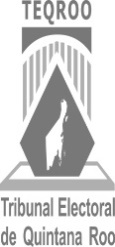 TEQROO
Tribunal Electoral
de Quintana Roo